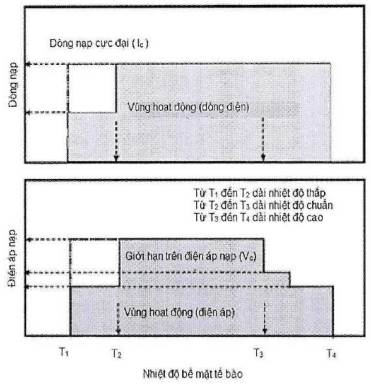 Dòng nạp cực đại ( Ic)
Dòng nạp
Vùng hoạt động (dòng điện)
Từ T1 đến T2 dải nhiệt độ thấp
Từ T2 đến T3 dải nhiệt độ chuẩn
Từ T3 đến T4 dải nhiệt độ cao
Điện áp nạp
Giới hạn trên điện áp nạp (Vc)
Vùng hoạt động (điện áp)
T1 T2 T3 T4
Nhiệt độ bề mặt tế bào